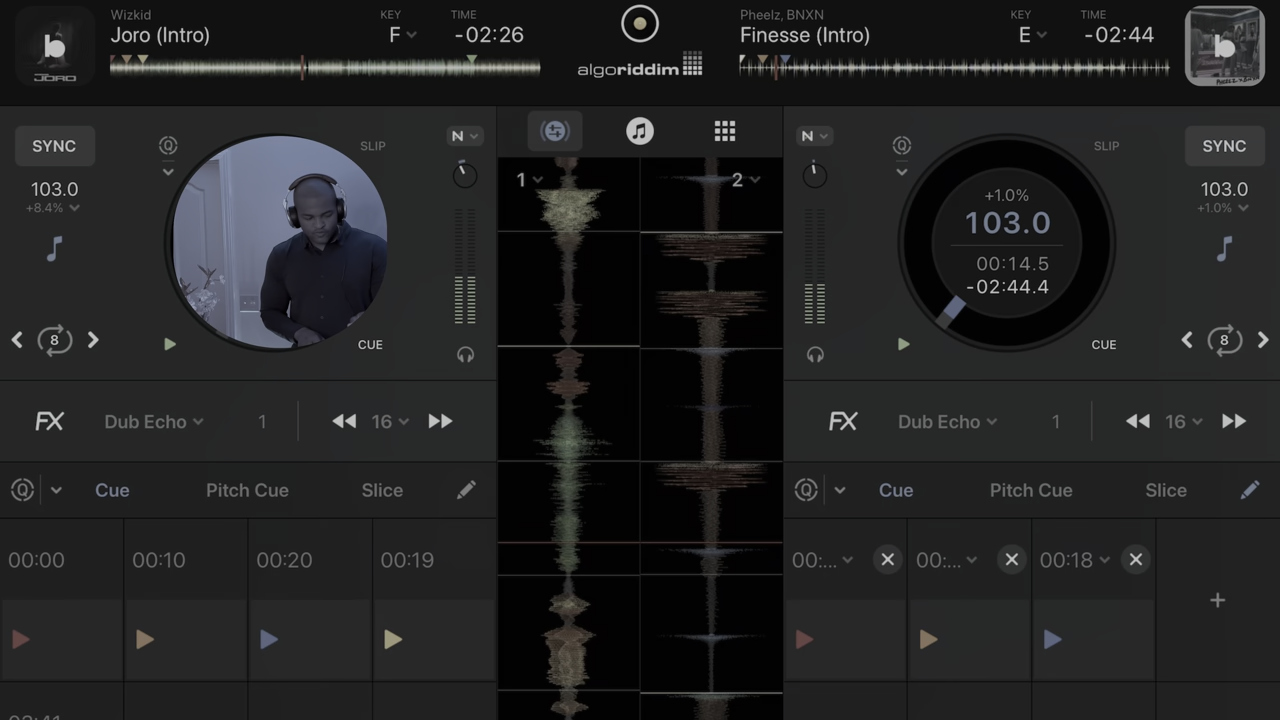 Wizkid
Joro (Intro)
KEY
F
TIME
-02:26
algoriddim
Pheelz, BNXN
Finesse (Intro)
KEY
E
TIME
-02:44
b
JORO
b
SYNC
103.0
+8.4%
Q
SLIP
N
8
CUE
1
2
N
Q
SLIP
+1.0%
103.0
00:14.5
-02:44.4
CUE
SYNC
103.0
+1.0%
8
FX
Dub Echo
1
16
FX
Dub Echo
1
16
Q
Cue
Pitch Cue
Slice
Q
Cue
Pitch Cue
Slice
00:00
00:10
00:20
00:19
00:...
00:...
00:18
+